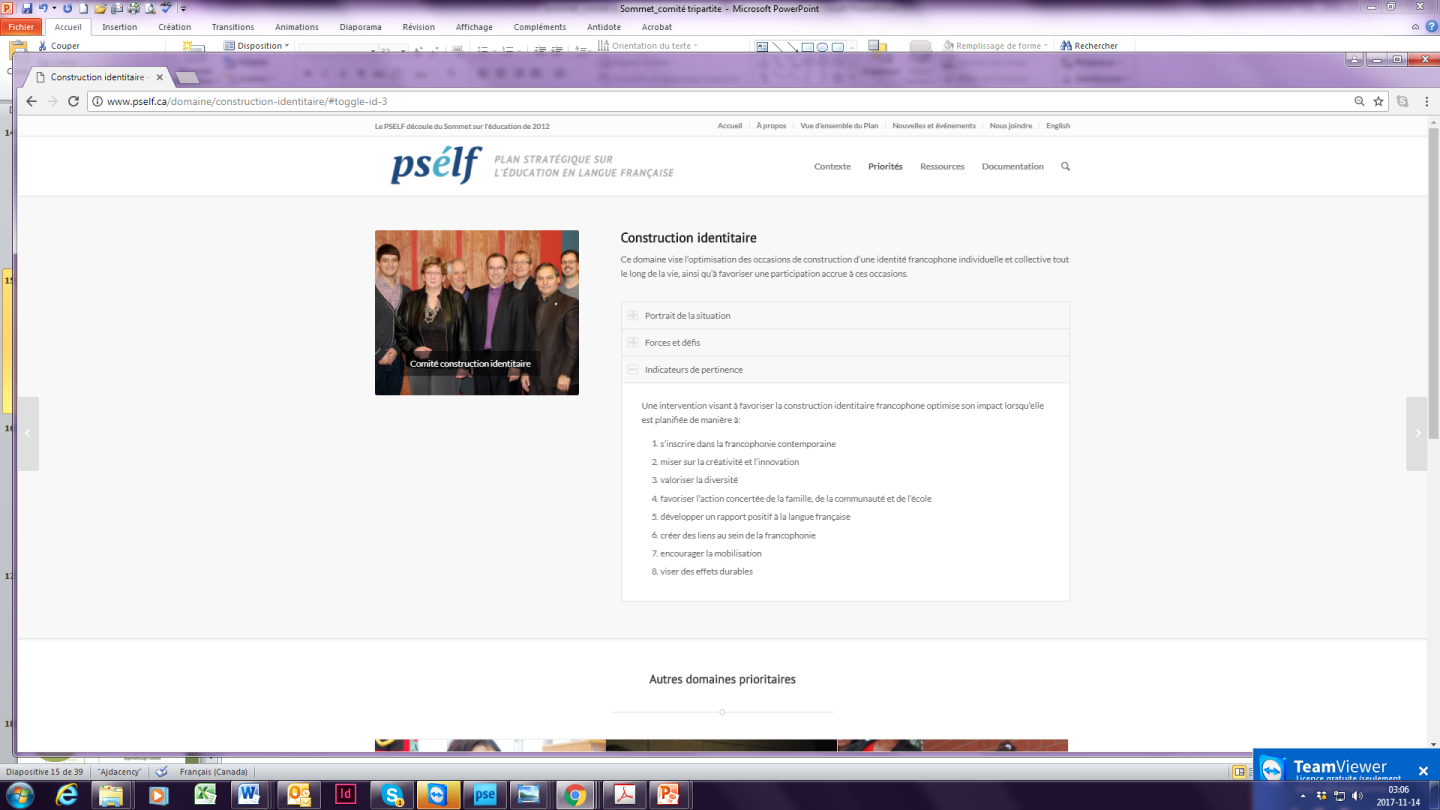 Sommet_comité tripartite - Microsoft PowerPoint
Fichier Accueil Insertion Création Transitions Animations Diaporama Révision Affichage Compléments Antidote Acrobat
Couper Disposition Orientation du texte Remplissage de forme Rechercher
Construction identitaire -
www.pself.ca/domaine/construction-identitaire/#toggle-id-3
Le PSELF découle du Sommet sur l'éducation de 2012
Accueil À propos Vue d'ensemble du Plan Nouvelles et événements Nous joindre English
psélf PLAN STRATÉGIQUE SUR
L'ÉDUCATION EN LANGUE FRANÇAISE
Contexte Priorités Ressources Documentation
Comité construction identitaire
Construction identitaire
Ce domaine vise l'optimisation des occasions de construction d'une identité francophone individuelle et collective tout
le long de la vie, ainsi qu'à favoriser une participation accrue à ces occasions.
Portrait de la situation
Forces et défis
Indicateurs de pertinence
Une intervention visant à favoriser la construction identitaire francophone optimise son impact lorsqu'elle
est planifiée de manière à:
1. s'inscrire dans la francophonie contemporaine
2. miser sur la créativité et l'innovation
3. valoriser la diversité
4. favoriser l'action concertée de la famille, de la communauté et de l'école
5. développer un rapport positif à la langue française
6. créer des liens au sein de la francophonie
7. encourager la mobilisation
8. viser des effets durables
Autres domaines prioritaires
Diapositive 15 de 39 "Ajdacency" Français (Canada)
TeamViewer
Licence gratuite (seulement
pse
03:06
2017-11-14